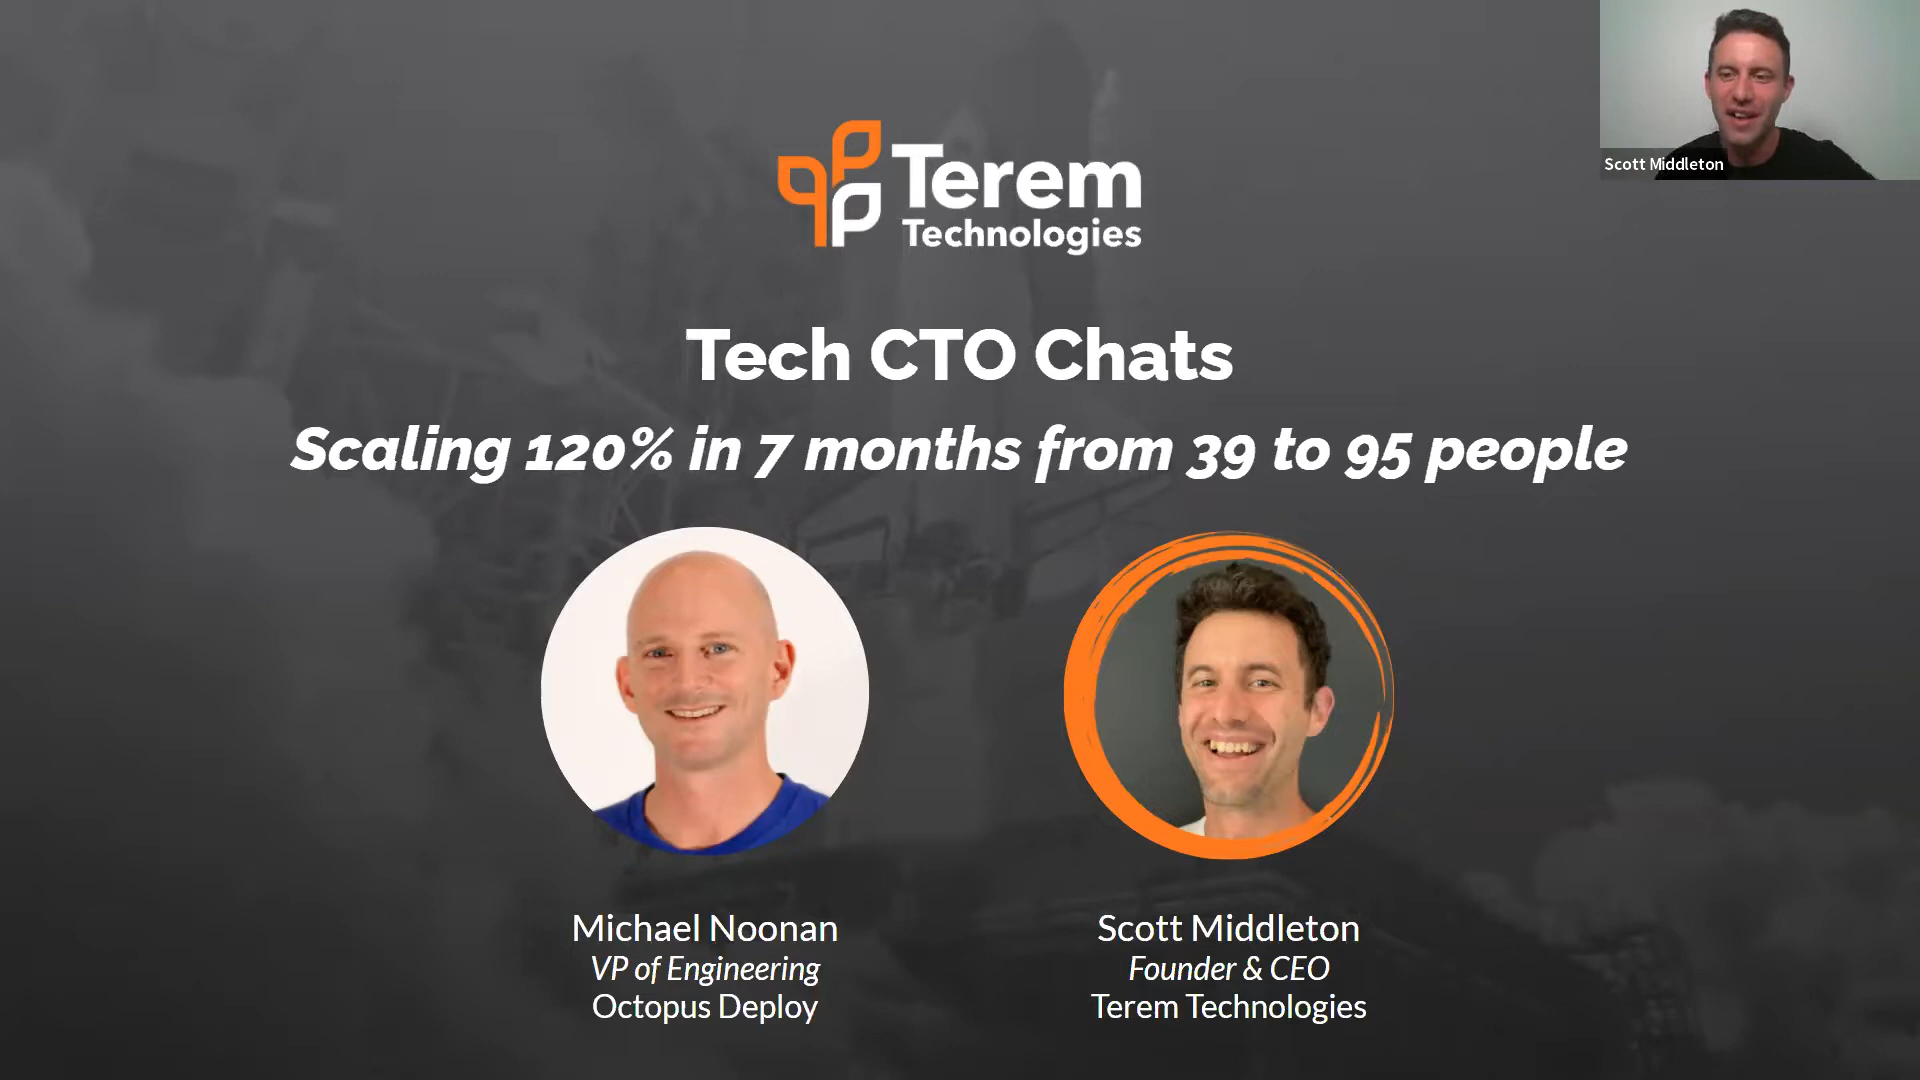 Scott Middleton
Terem
Technologies
Tech CTO Chats
Scaling 120% in 7 months from 39 to 95 people
Michael Noonan
VP of Engineering
Octopus Deploy
Scott Middleton
Founder & CEO
Terem Technologies